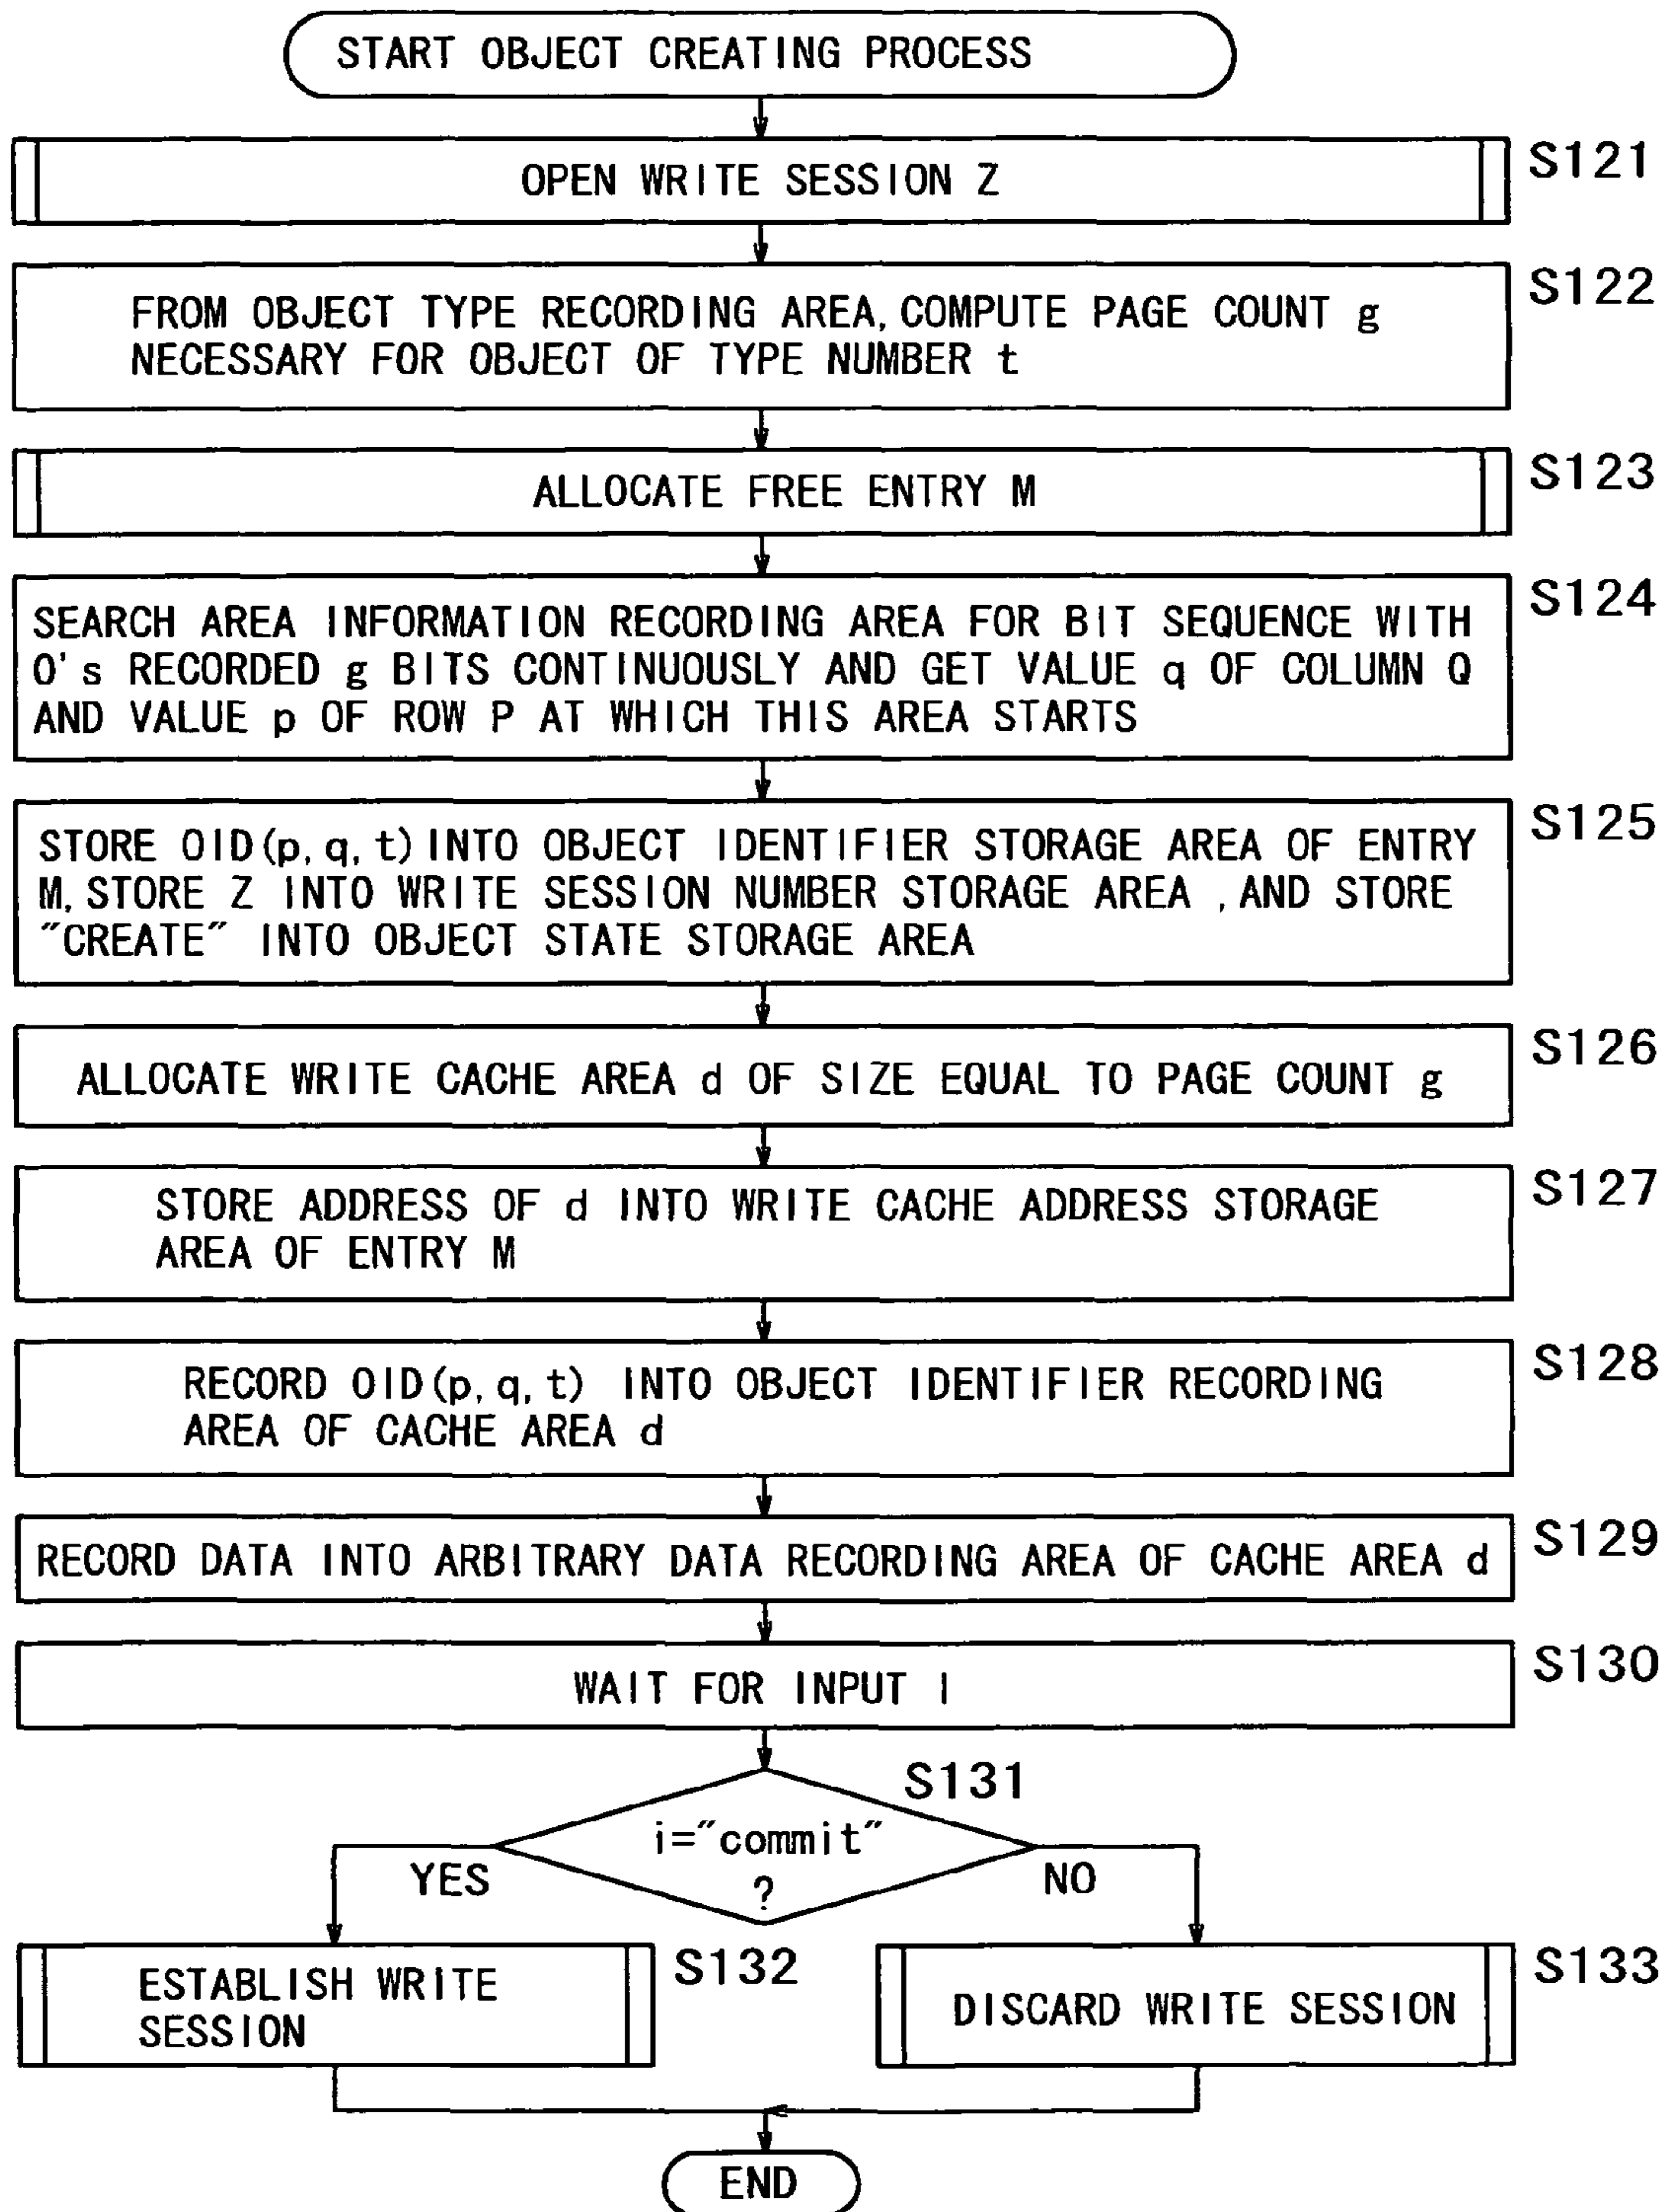 START OBJECT CREATING PROCESS
OPEN WRITE SESSION Z
S121
FROM OBJECT TYPE RECORDING AREA, COMPUTE PAGE COUNT g
NECESSARY FOR OBJECT OF TYPE NUMBER t
S122
ALLOCATE FREE ENTRY M
S123
SEARCH AREA INFORMATION RECORDING AREA FOR BIT SEQUENCE WITH
0's RECORDED g BITS CONTINUOUSLY AND GET VALUE q OF COLUMN Q
AND VALUE p OF ROW P AT WHICH THIS AREA STARTS
S124
STORE OID(p, q, t) INTO OBJECT IDENTIFIER STORAGE AREA OF ENTRY
M, STORE Z INTO WRITE SESSION NUMBER STORAGE AREA , AND STORE
"CREATE" INTO OBJECT STATE STORAGE AREA
S125
ALLOCATE WRITE CACHE AREA d OF SIZE EQUAL TO PAGE COUNT g
S126
STORE ADDRESS OF d INTO WRITE CACHE ADDRESS STORAGE
AREA OF ENTRY M
S127
RECORD OID(p, q, t) INTO OBJECT IDENTIFIER RECORDING
AREA OF CACHE AREA d
S128
RECORD DATA INTO ARBITRARY DATA RECORDING AREA OF CACHE AREA d
S129
WAIT FOR INPUT I
S130
S131
i="commit"
?
YES
NO
ESTABLISH WRITE
SESSION
S132
DISCARD WRITE SESSION
S133
END